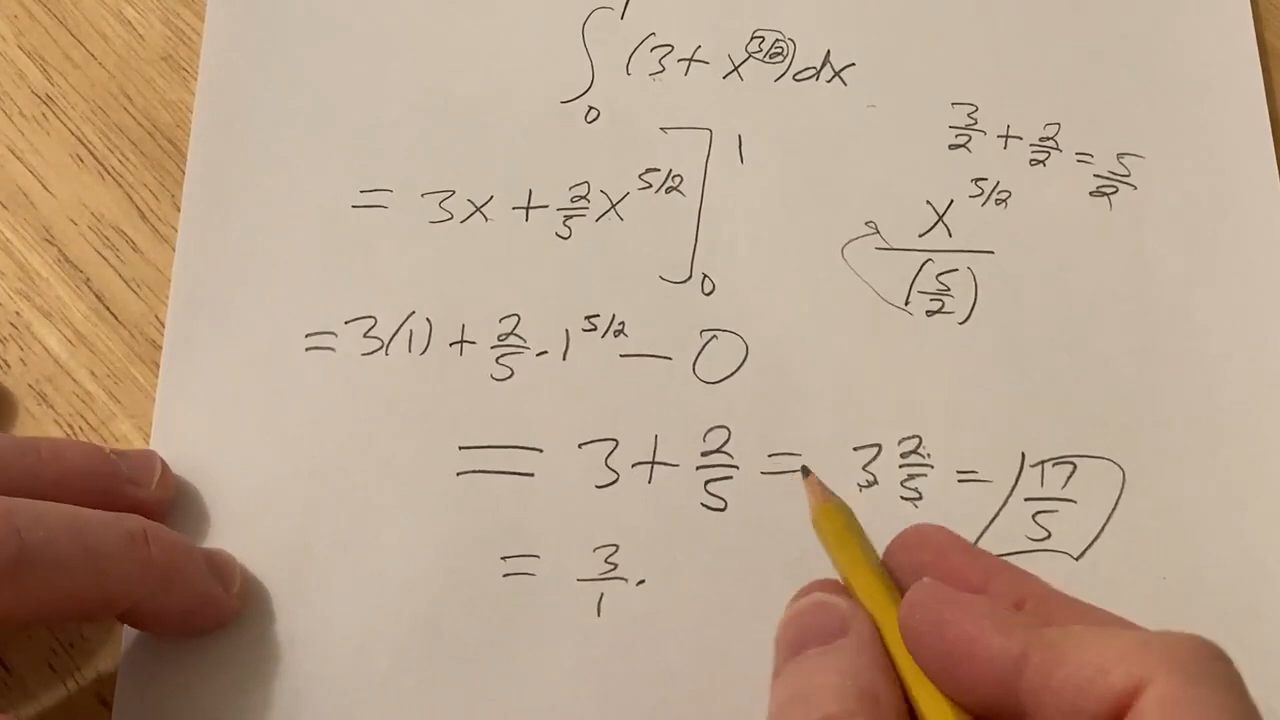 ∫₀¹ (3 + x^(3/2)) dx
3/2 + 2/2 = 5/2
= 3x + 2/5 x^(5/2) ]₀¹
x^(5/2) / (5/2)
= 3(1) + 2/5 · 1^(5/2) — 0
= 3 + 2/5 = 3 2/5 = 17/5
= 3/1 ·